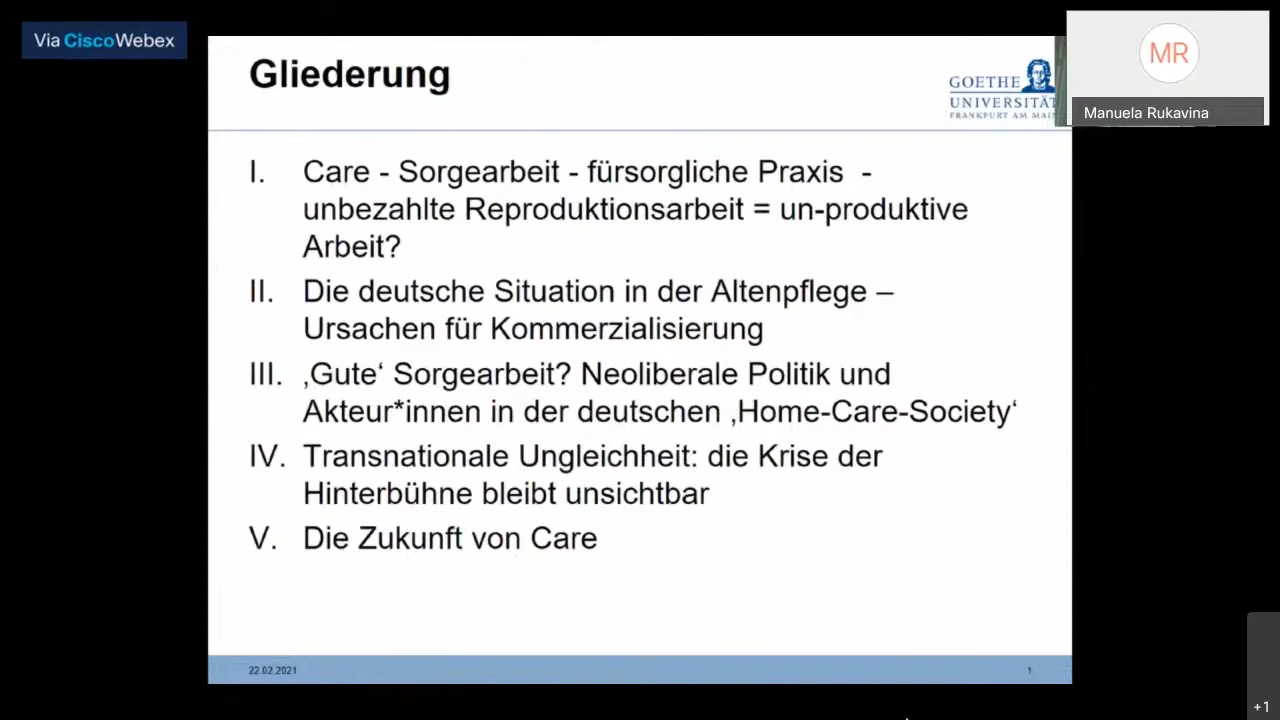 Via CiscoWebex
Gliederung
GOETHE
UNIVERSITÄT
FRANKFURT AM MAIN
MR
Manuela Rukavina
I. Care - Sorgearbeit - fürsorgliche Praxis -
unbezahlte Reproduktionsarbeit = un-produktive
Arbeit?
II. Die deutsche Situation in der Altenpflege –
Ursachen für Kommerzialisierung
III. ‚Gute‘ Sorgearbeit? Neoliberale Politik und
Akteur*innen in der deutschen ‚Home-Care-Society‘
IV. Transnationale Ungleichheit: die Krise der
Hinterbühne bleibt unsichtbar
V. Die Zukunft von Care
22.02.2021
1
+1